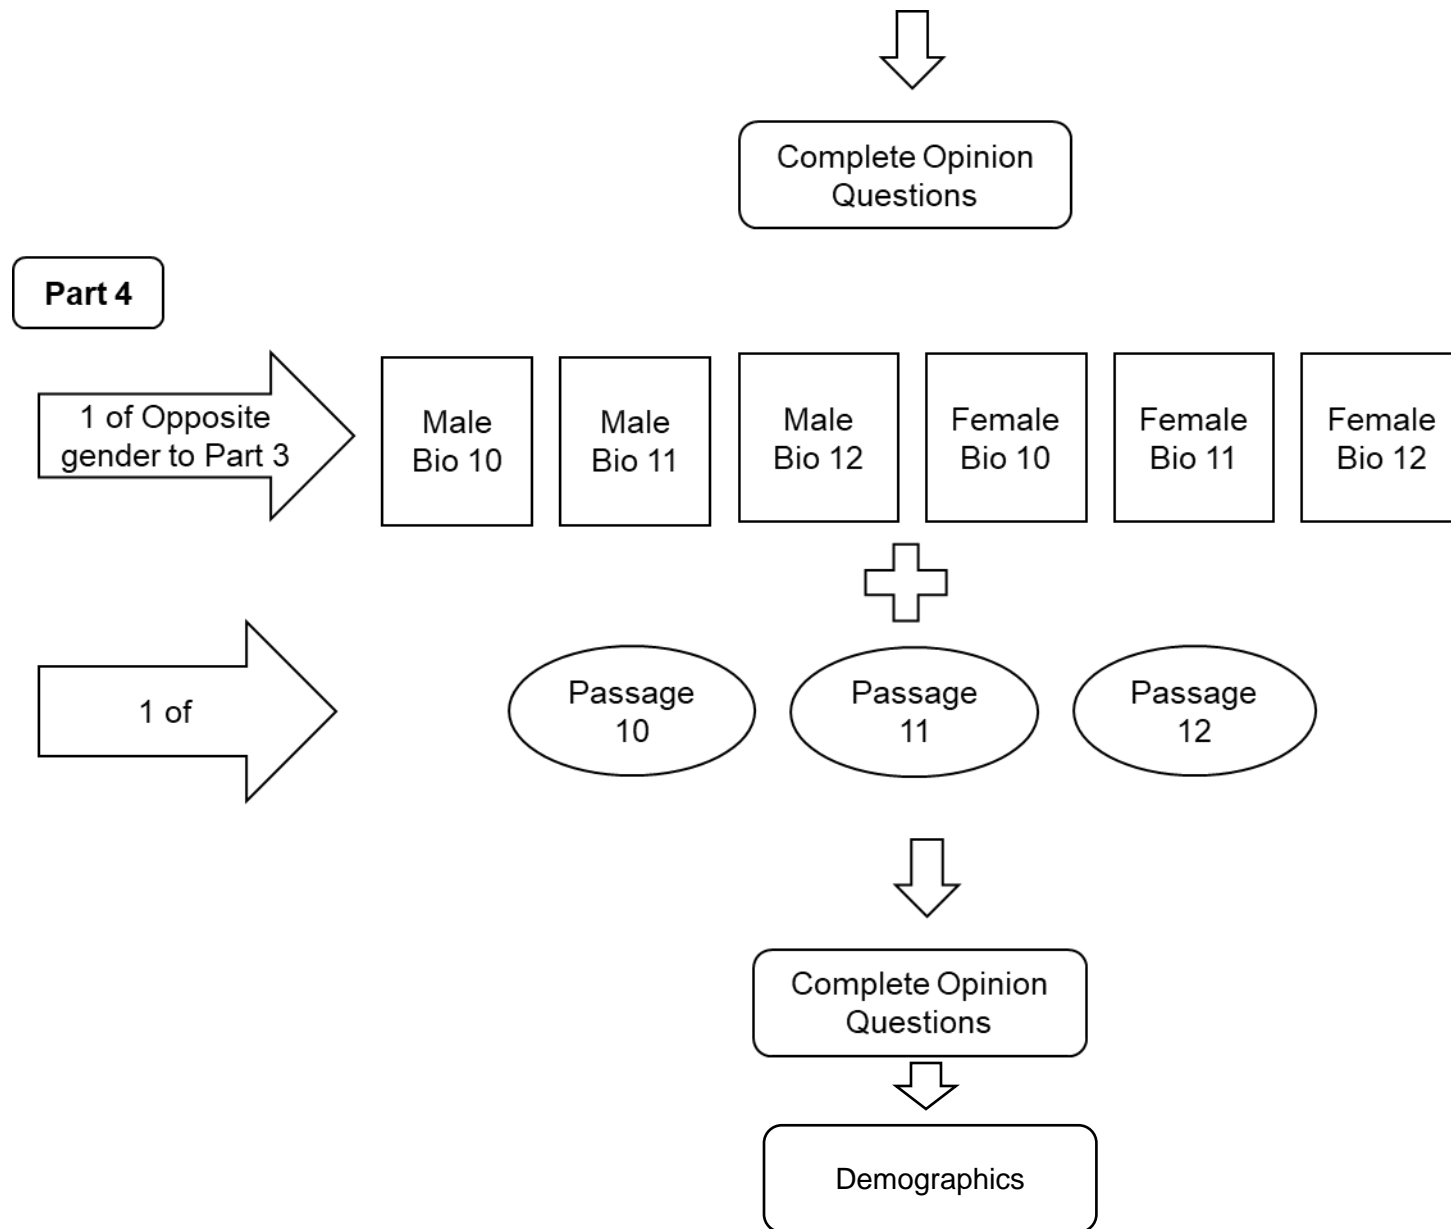 Complete Opinion
Questions
Part 4
1 of Opposite
gender to Part 3
Male
Bio 10
Male
Bio 11
Male
Bio 12
Female
Bio 10
Female
Bio 11
Female
Bio 12
1 of
Passage
10
Passage
11
Passage
12
Complete Opinion
Questions
Demographics